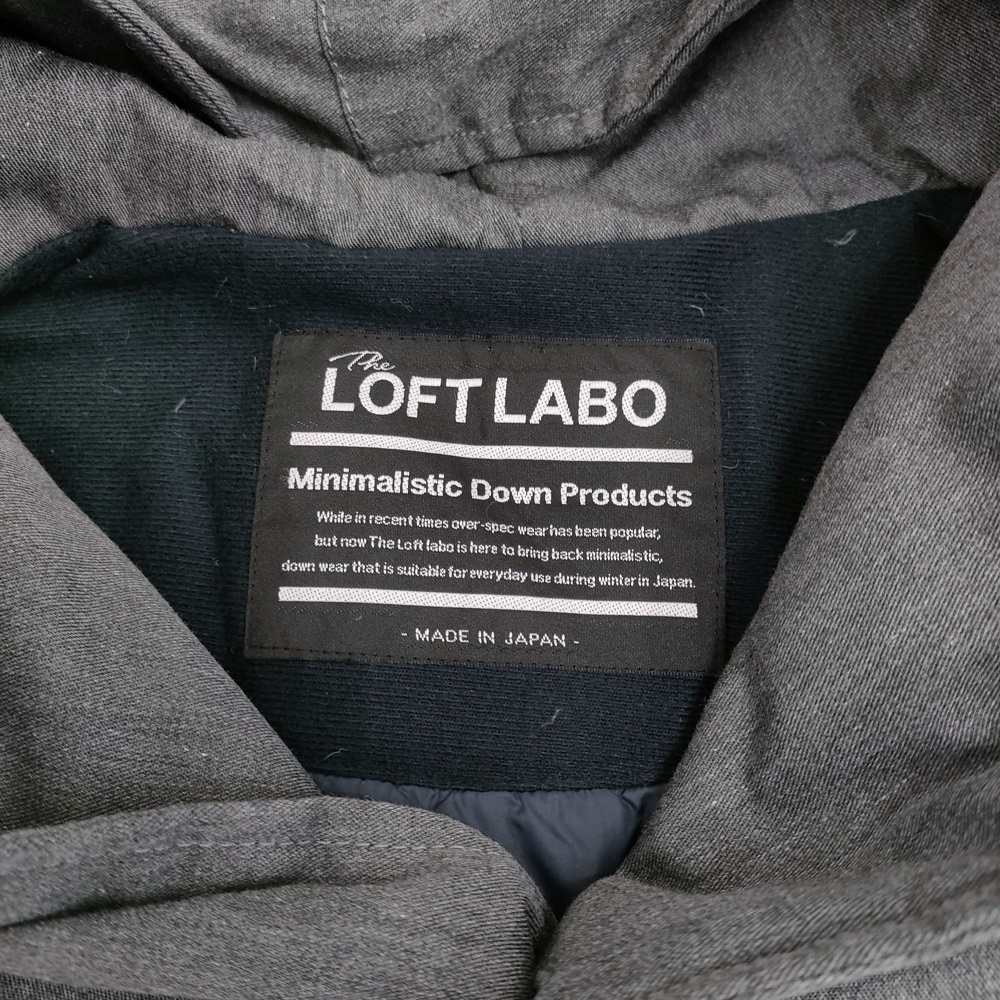 The
LOFT LABO
Minimalistic Down Products
While in recent times over-spec wear has been popular,
but now The Loft labo is here to bring back minimalistic,
down wear that is suitable for everyday use during winter in Japan.
- MADE IN JAPAN -